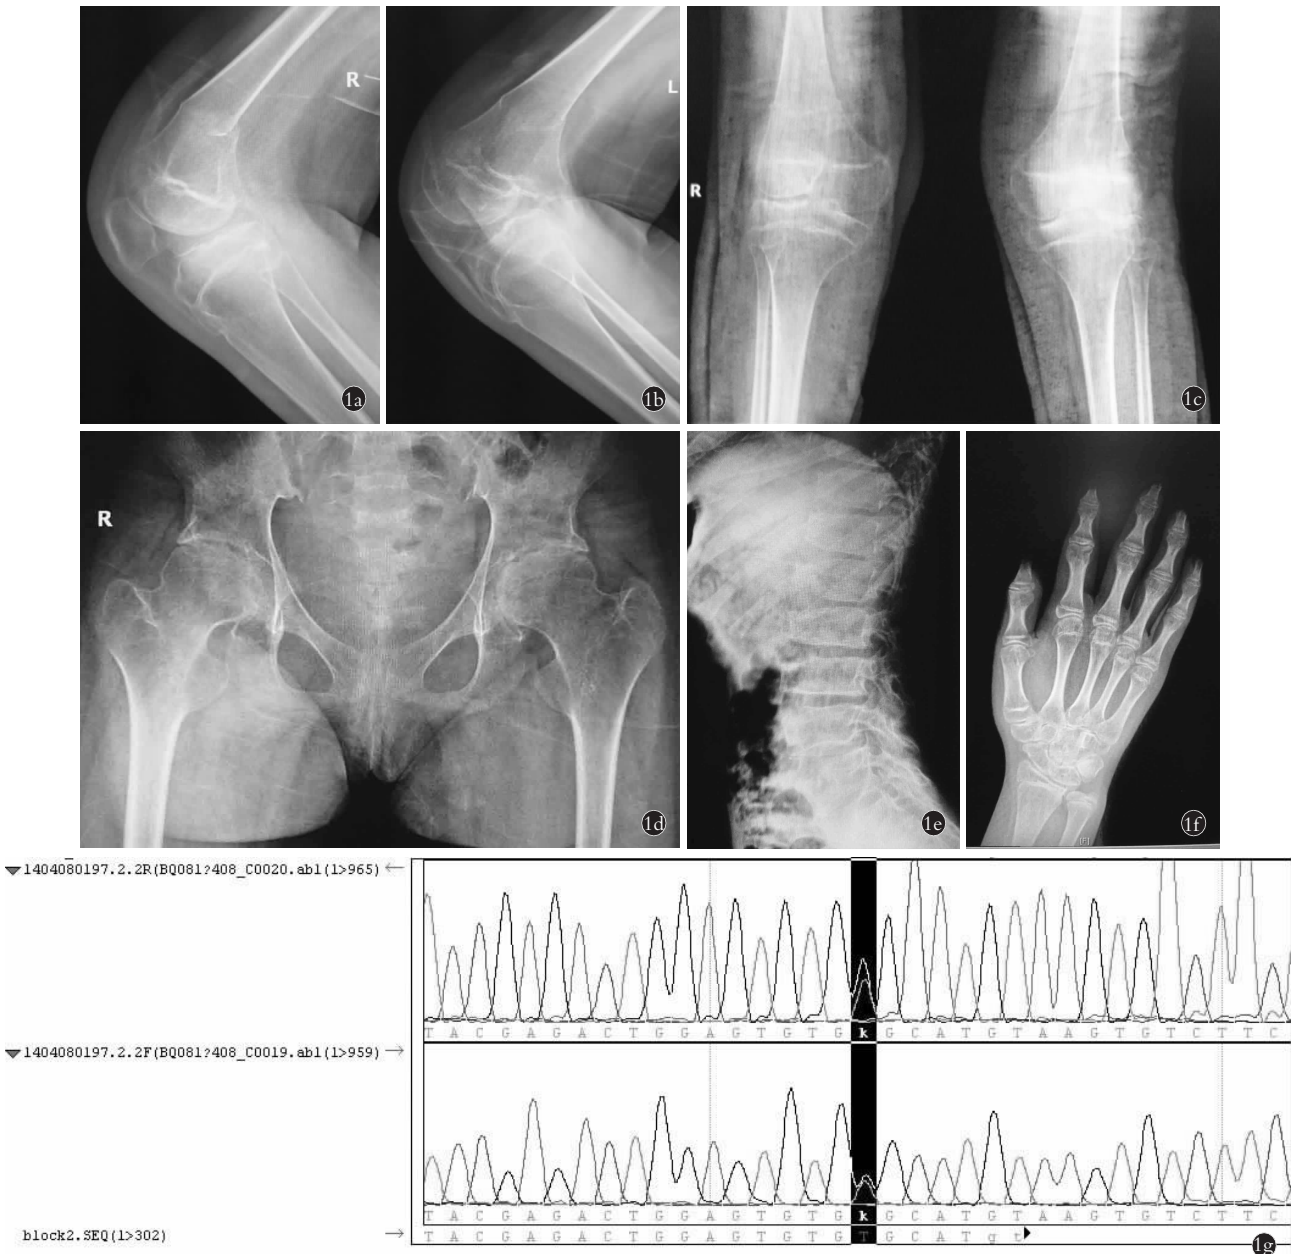 R
1a
L
1b
R
1c
R
1d
1e
1f
1404080197.2.2R(BQ081?408_C0020.ab1(1>965) ←
T A C G A G A C T G G A G T G T G k G C A T G T A A G T G T C T T C
1404080197.2.2F(BQ081?408_C0019.ab1(1>959) →
T A C G A G A C T G G A G T G T G k G C A T G T A A G T G T C T T C
block2.SEQ(1>302) →
T A C G A G A C T G G A G T G T G T G C A T g t
1g